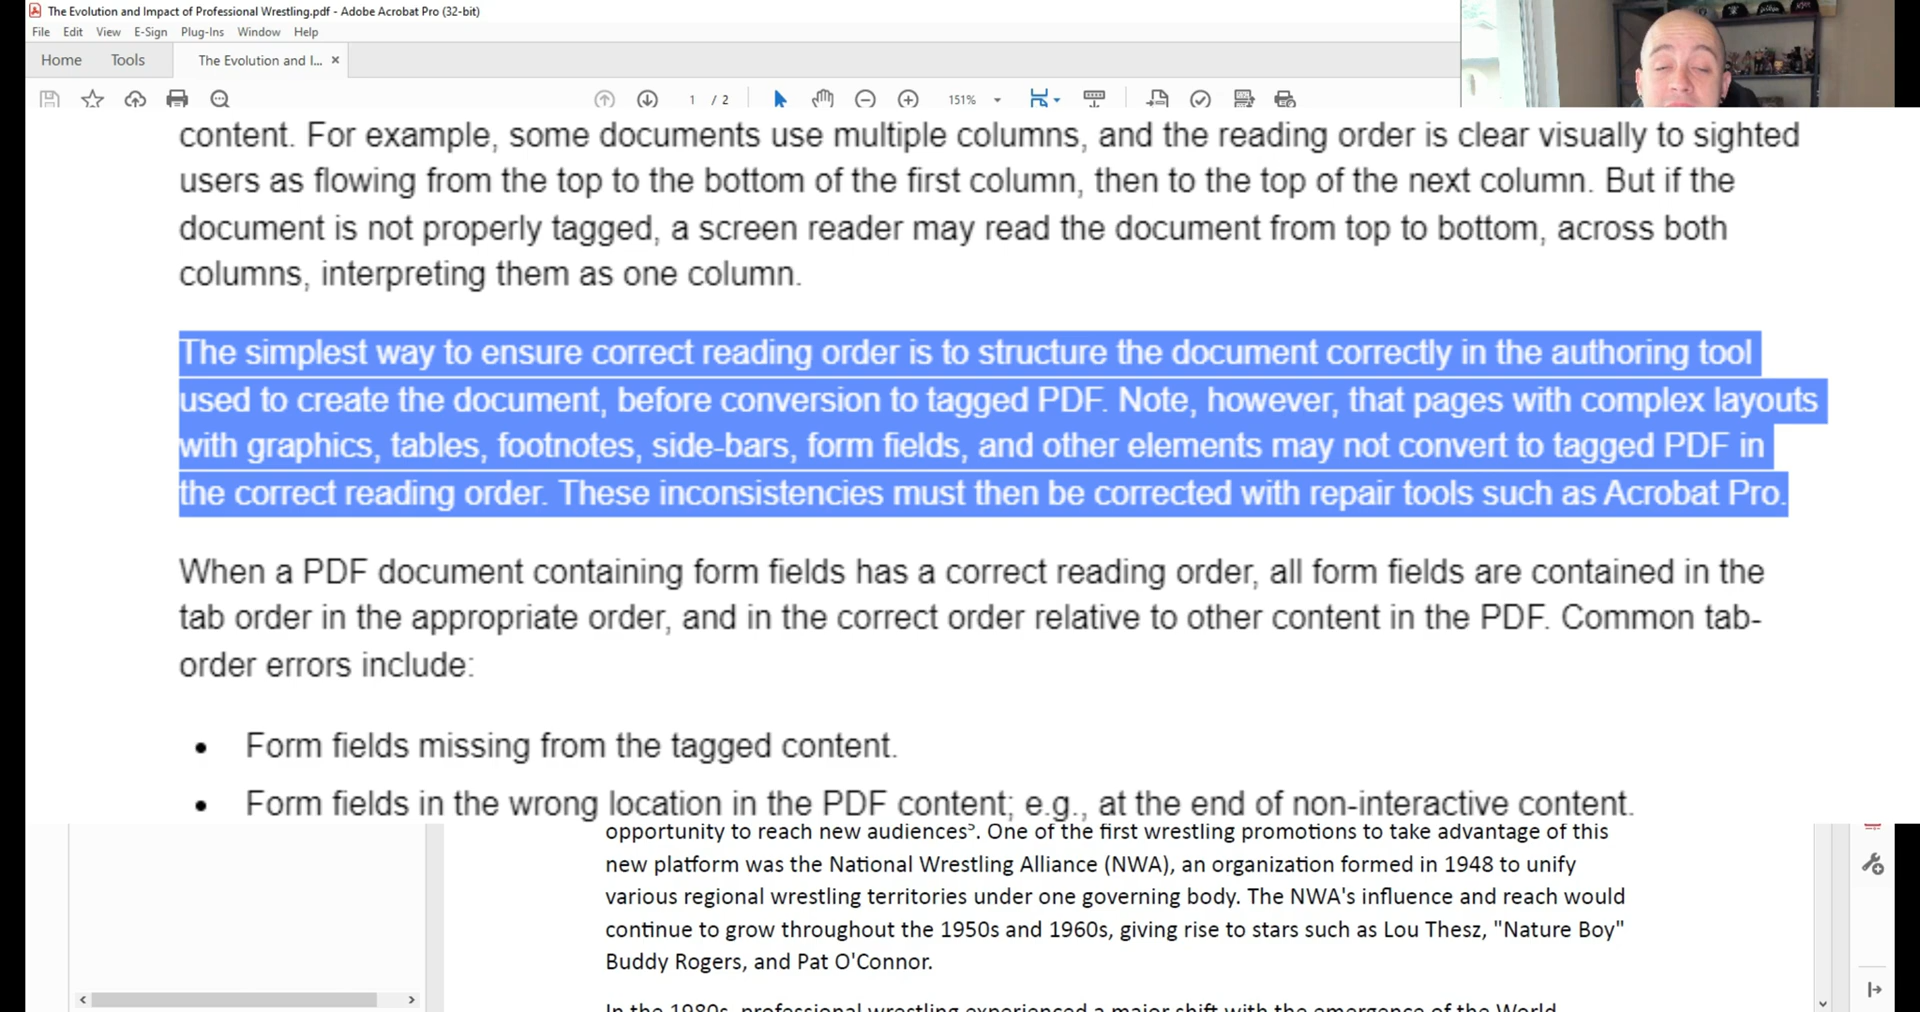 The Evolution and Impact of Professional Wrestling.pdf - Adobe Acrobat Pro (32-bit)
File Edit View E-Sign Plug-Ins Window Help
Home Tools The Evolution and I... ×
1 / 2 151%
content. For example, some documents use multiple columns, and the reading order is clear visually to sighted
users as flowing from the top to the bottom of the first column, then to the top of the next column. But if the
document is not properly tagged, a screen reader may read the document from top to bottom, across both
columns, interpreting them as one column.
The simplest way to ensure correct reading order is to structure the document correctly in the authoring tool
used to create the document, before conversion to tagged PDF. Note, however, that pages with complex layouts
with graphics, tables, footnotes, side-bars, form fields, and other elements may not convert to tagged PDF in
the correct reading order. These inconsistencies must then be corrected with repair tools such as Acrobat Pro.
When a PDF document containing form fields has a correct reading order, all form fields are contained in the
tab order in the appropriate order, and in the correct order relative to other content in the PDF. Common tab-
order errors include:
• Form fields missing from the tagged content.
• Form fields in the wrong location in the PDF content; e.g., at the end of non-interactive content.
opportunity to reach new audiences⁵. One of the first wrestling promotions to take advantage of this
new platform was the National Wrestling Alliance (NWA), an organization formed in 1948 to unify
various regional wrestling territories under one governing body. The NWA's influence and reach would
continue to grow throughout the 1950s and 1960s, giving rise to stars such as Lou Thesz, "Nature Boy"
Buddy Rogers, and Pat O'Connor.
In the 1980s, professional wrestling experienced a major shift with the emergence of the World